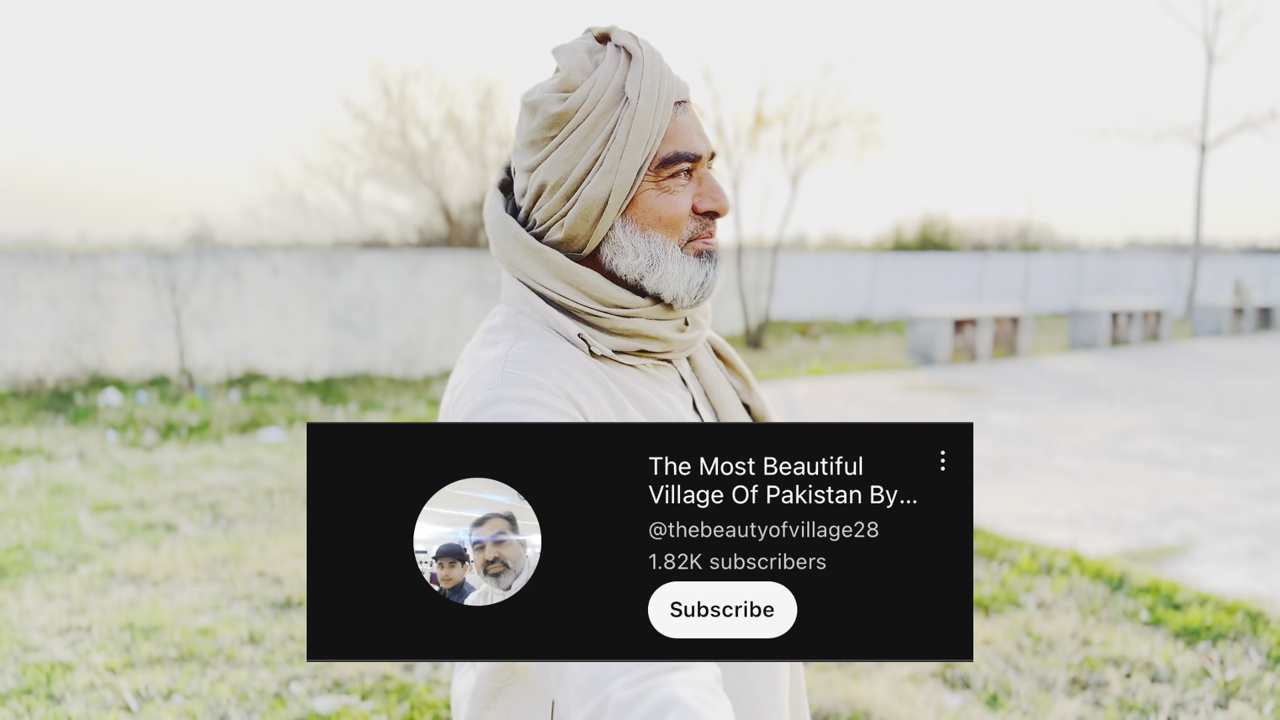 The Most Beautiful
Village Of Pakistan By...
@thebeautyofvillage28
1.82K subscribers
Subscribe